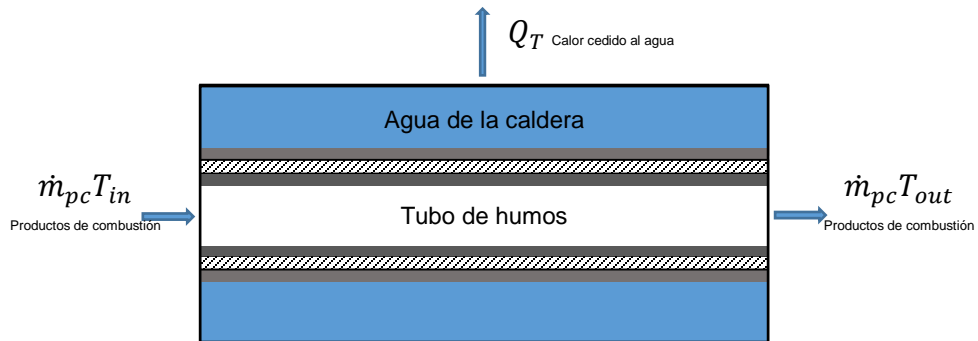 Q_T Calor cedido al agua
Agua de la caldera
ṁ_pc T_in
Productos de combustión
Tubo de humos
ṁ_pc T_out
Productos de combustión